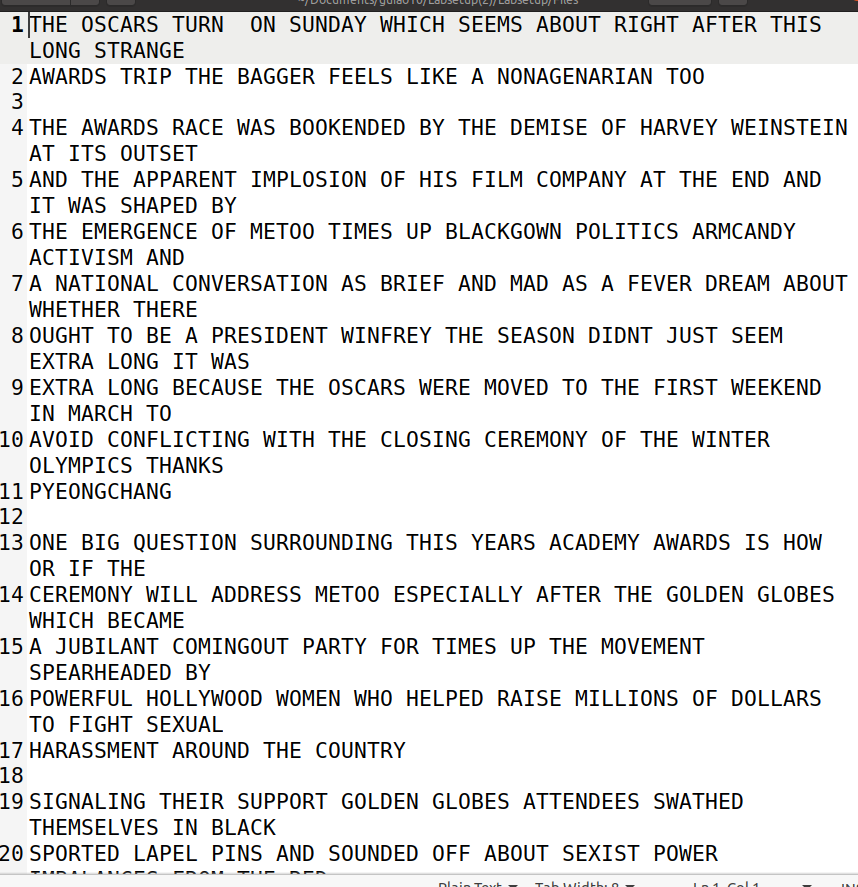 ~/Documents/gulao16/Labsetup(2)/Labsetup/Files
1 THE OSCARS TURN  ON SUNDAY WHICH SEEMS ABOUT RIGHT AFTER THIS
LONG STRANGE
2 AWARDS TRIP THE BAGGER FEELS LIKE A NONAGENARIAN TOO
3
4 THE AWARDS RACE WAS BOOKENDED BY THE DEMISE OF HARVEY WEINSTEIN
AT ITS OUTSET
5 AND THE APPARENT IMPLOSION OF HIS FILM COMPANY AT THE END AND
IT WAS SHAPED BY
6 THE EMERGENCE OF METOO TIMES UP BLACKGOWN POLITICS ARMCANDY
ACTIVISM AND
7 A NATIONAL CONVERSATION AS BRIEF AND MAD AS A FEVER DREAM ABOUT
WHETHER THERE
8 OUGHT TO BE A PRESIDENT WINFREY THE SEASON DIDNT JUST SEEM
EXTRA LONG IT WAS
9 EXTRA LONG BECAUSE THE OSCARS WERE MOVED TO THE FIRST WEEKEND
IN MARCH TO
10 AVOID CONFLICTING WITH THE CLOSING CEREMONY OF THE WINTER
OLYMPICS THANKS
11 PYEONGCHANG
12
13 ONE BIG QUESTION SURROUNDING THIS YEARS ACADEMY AWARDS IS HOW
OR IF THE
14 CEREMONY WILL ADDRESS METOO ESPECIALLY AFTER THE GOLDEN GLOBES
WHICH BECAME
15 A JUBILANT COMINGOUT PARTY FOR TIMES UP THE MOVEMENT
SPEARHEADED BY
16 POWERFUL HOLLYWOOD WOMEN WHO HELPED RAISE MILLIONS OF DOLLARS
TO FIGHT SEXUAL
17 HARASSMENT AROUND THE COUNTRY
18
19 SIGNALING THEIR SUPPORT GOLDEN GLOBES ATTENDEES SWATHED
THEMSELVES IN BLACK
20 SPORTED LAPEL PINS AND SOUNDED OFF ABOUT SEXIST POWER
IMBALANCES FROM THE RED
Plain Text Tab Width: 8 Ln 1, Col 1